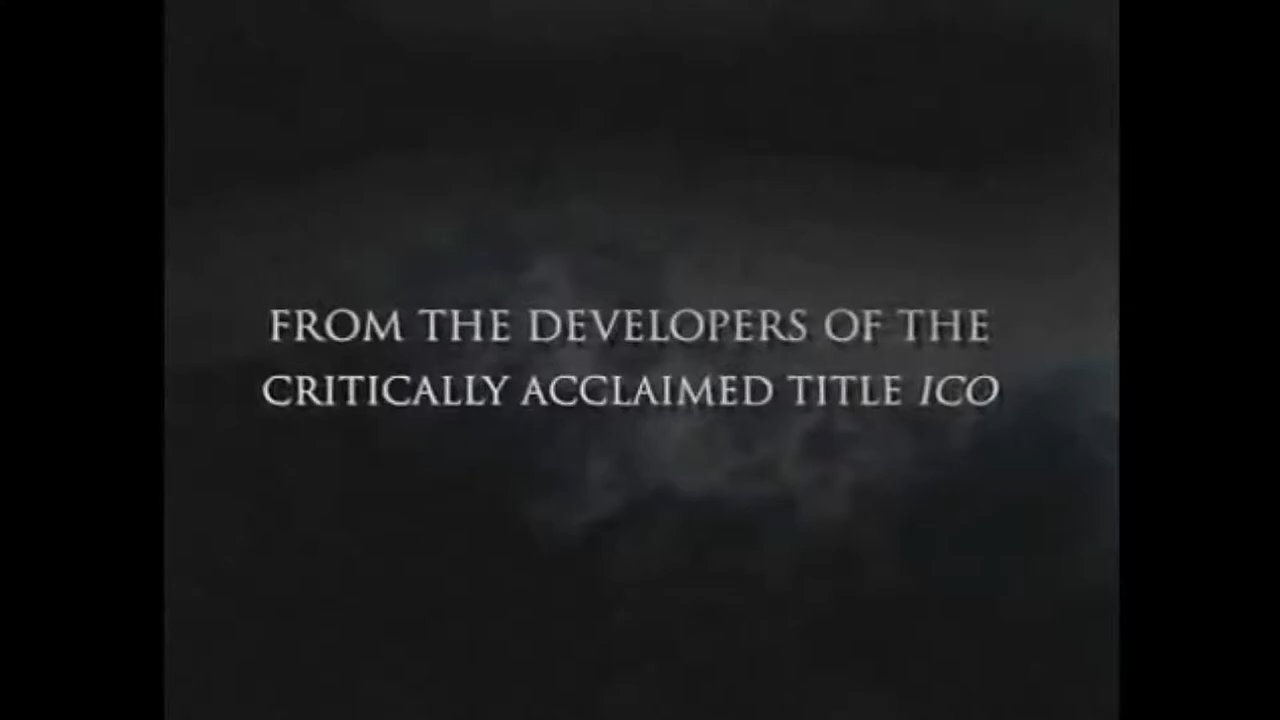 FROM THE DEVELOPERS OF THE
CRITICALLY ACCLAIMED TITLE ICO